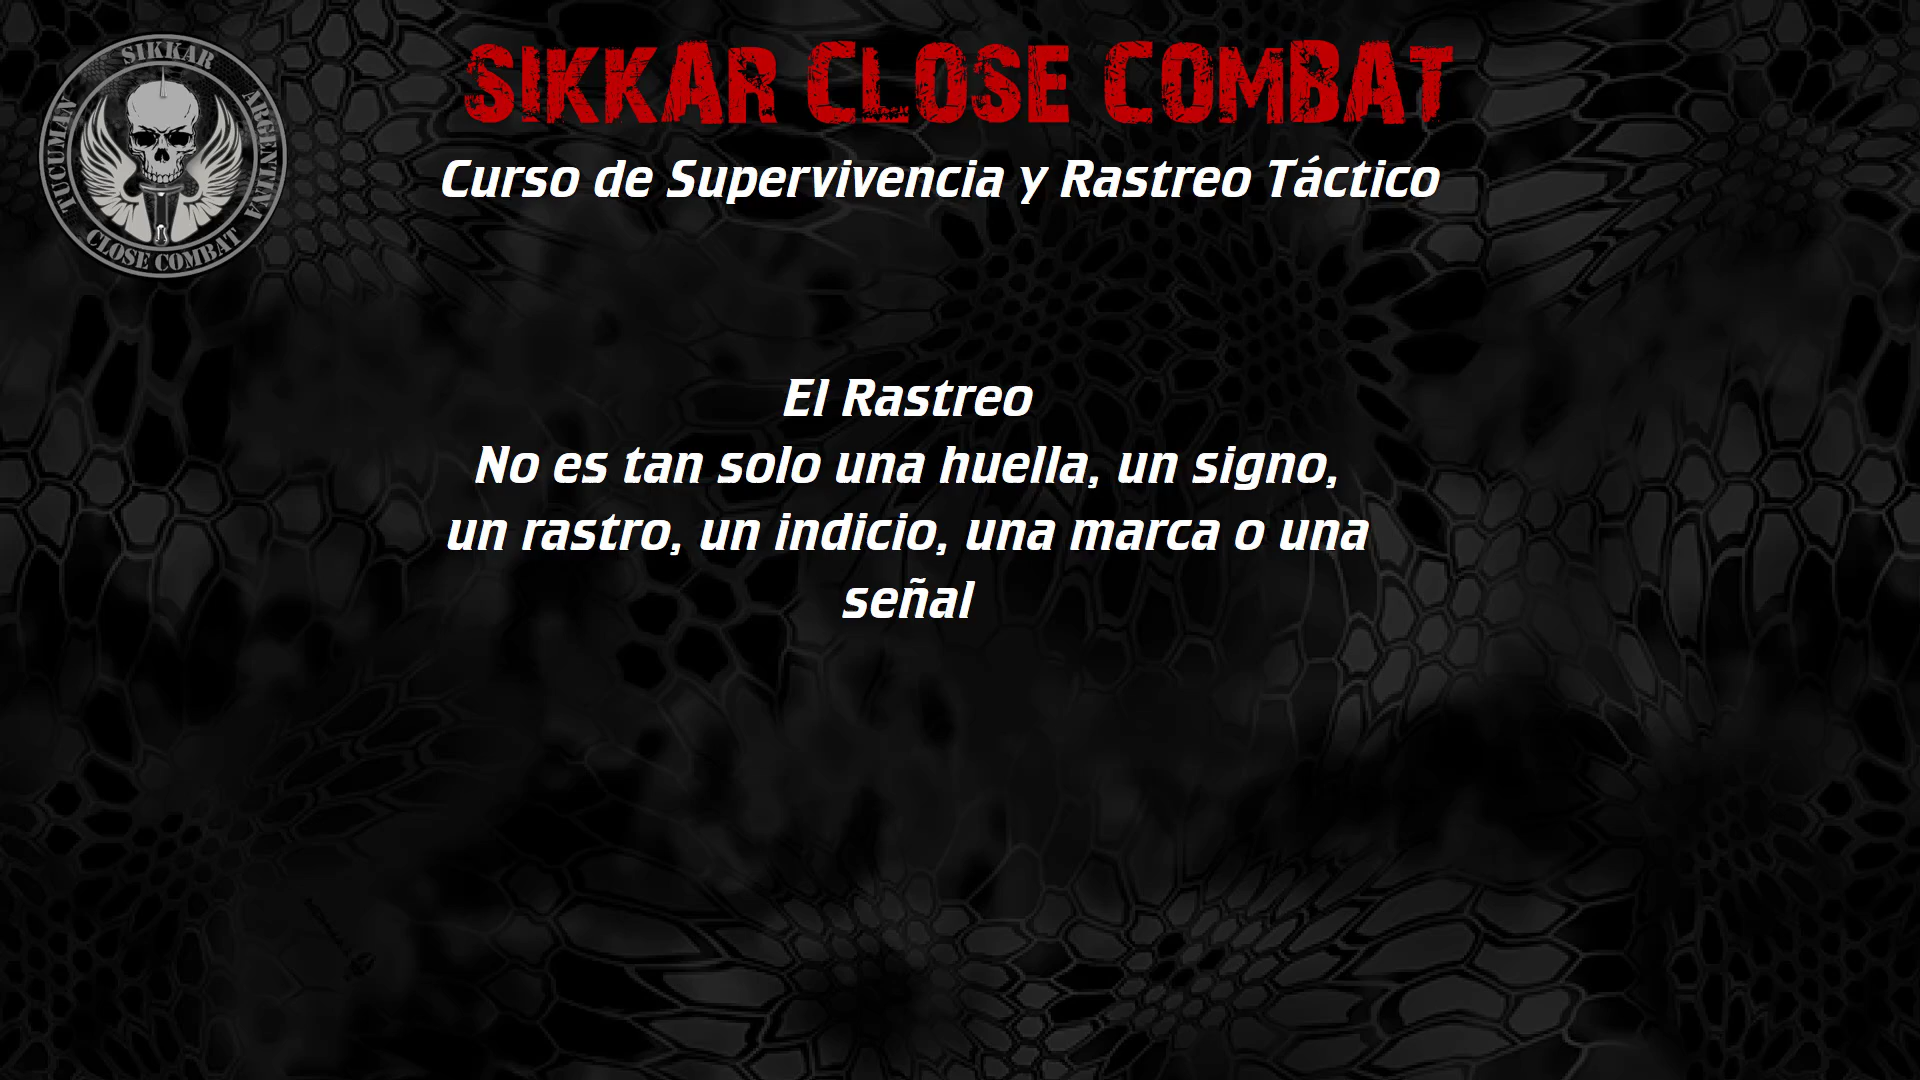 SIKKAR
TUCUMÁN
ARGENTINA
CLOSE COMBAT
SIKKAR CLOSE COMBAT
Curso de Supervivencia y Rastreo Táctico
El Rastreo
No es tan solo una huella, un signo,
un rastro, un indicio, una marca o una
señal